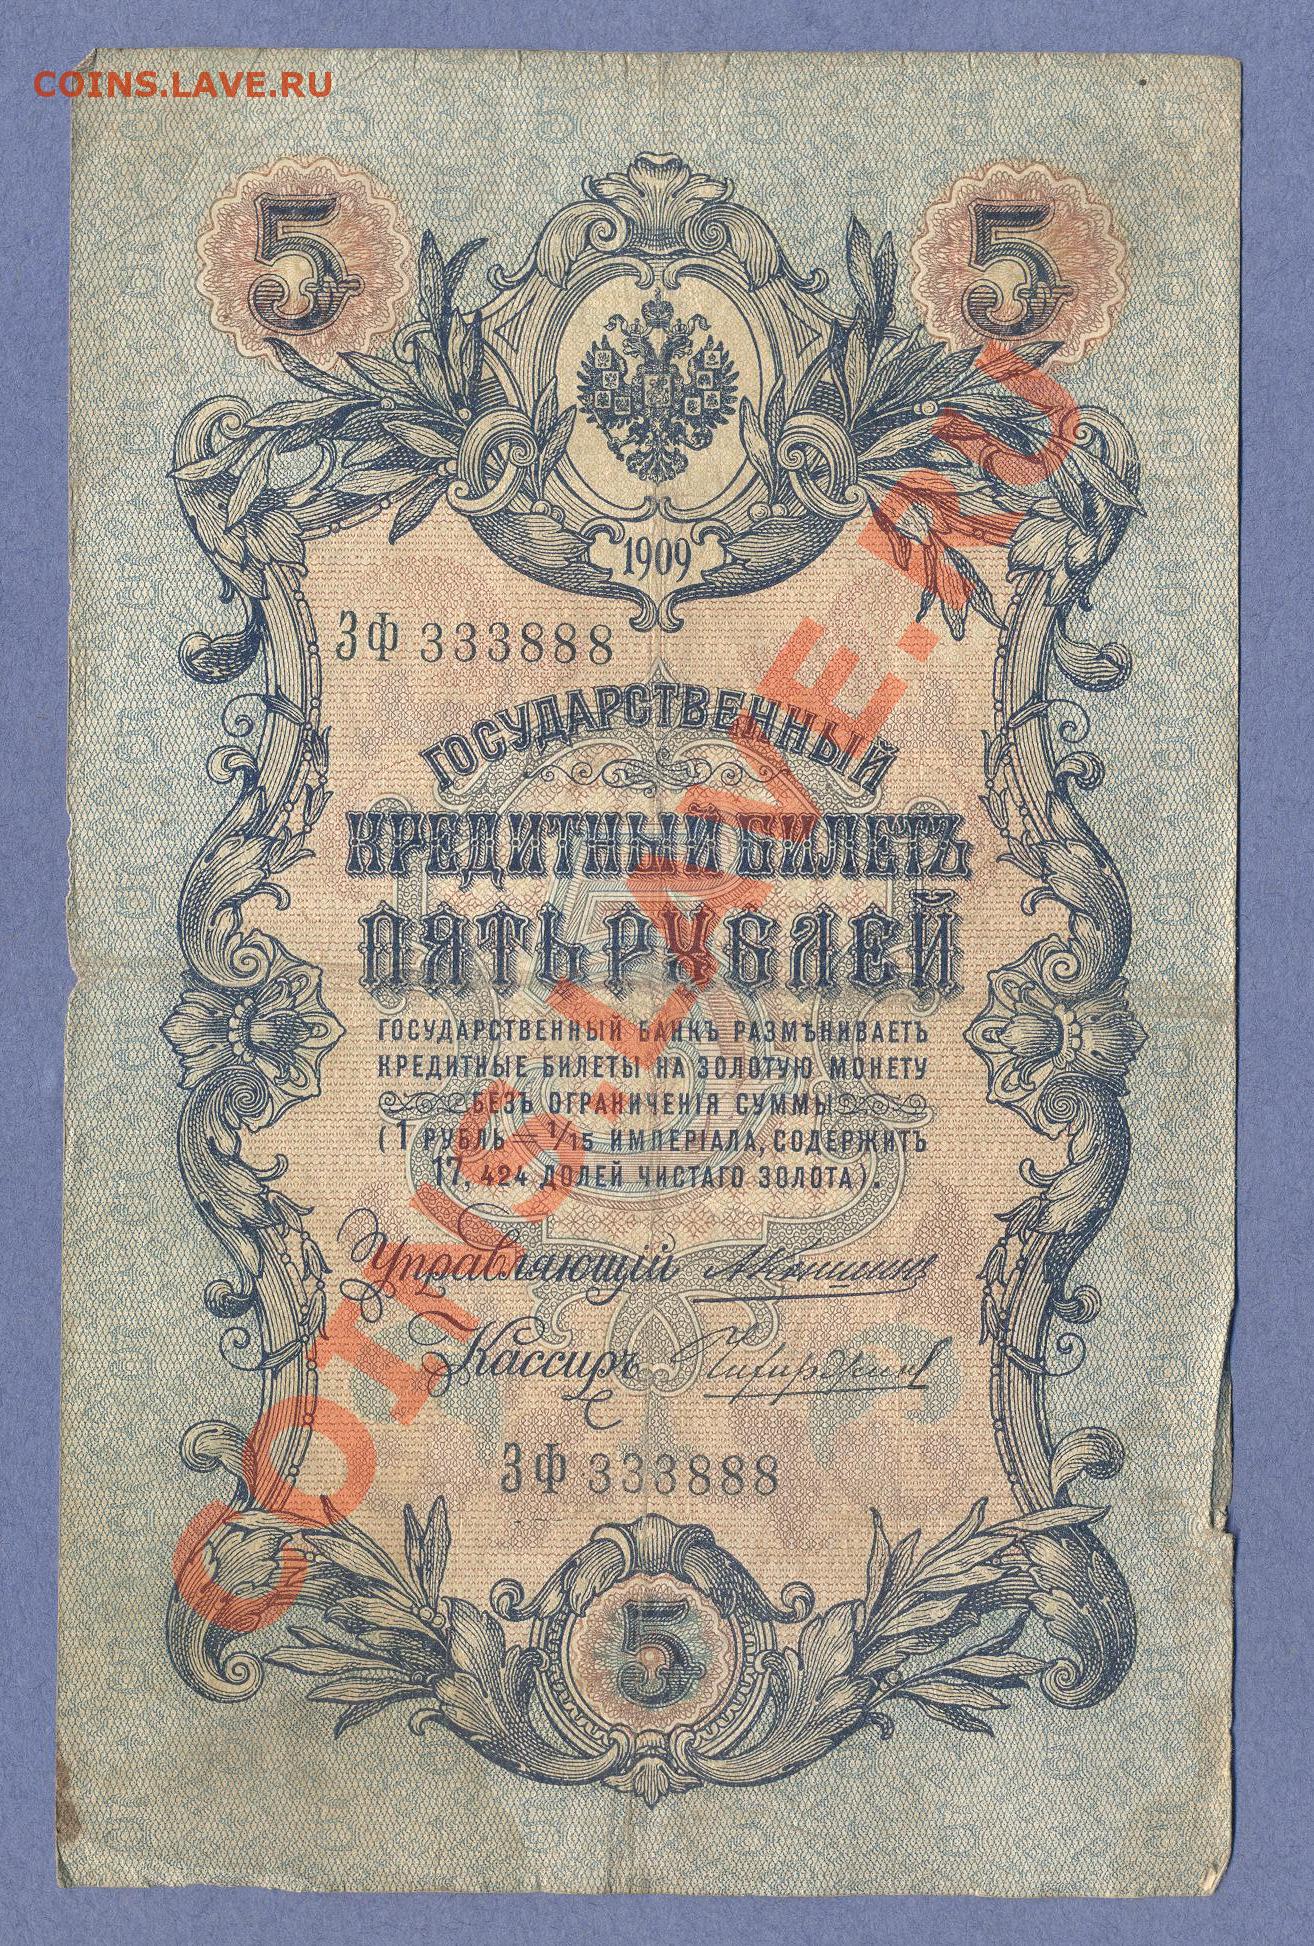 COINS.LAVE.RU
5 5
1909
ЗФ 333888
ГОСУДАРСТВЕННЫЙ
КРЕДИТНЫЙ БИЛЕТЪ
ПЯТЬ РУБЛЕЙ
ГОСУДАРСТВЕННЫЙ БАНКЪ РАЗМѢНИВАЕТЪ
КРЕДИТНЫЕ БИЛЕТЫ НА ЗОЛОТУЮ МОНЕТУ
БЕЗЪ ОГРАНИЧЕНІЯ СУММЫ
(1 РУБЛЬ = 1/15 ИМПЕРІАЛА, СОДЕРЖИТЪ
17,424 ДОЛЕЙ ЧИСТАГО ЗОЛОТА).
Управляющій
Кассиръ
ЗФ 333888
5
COINS.LAVE.RU